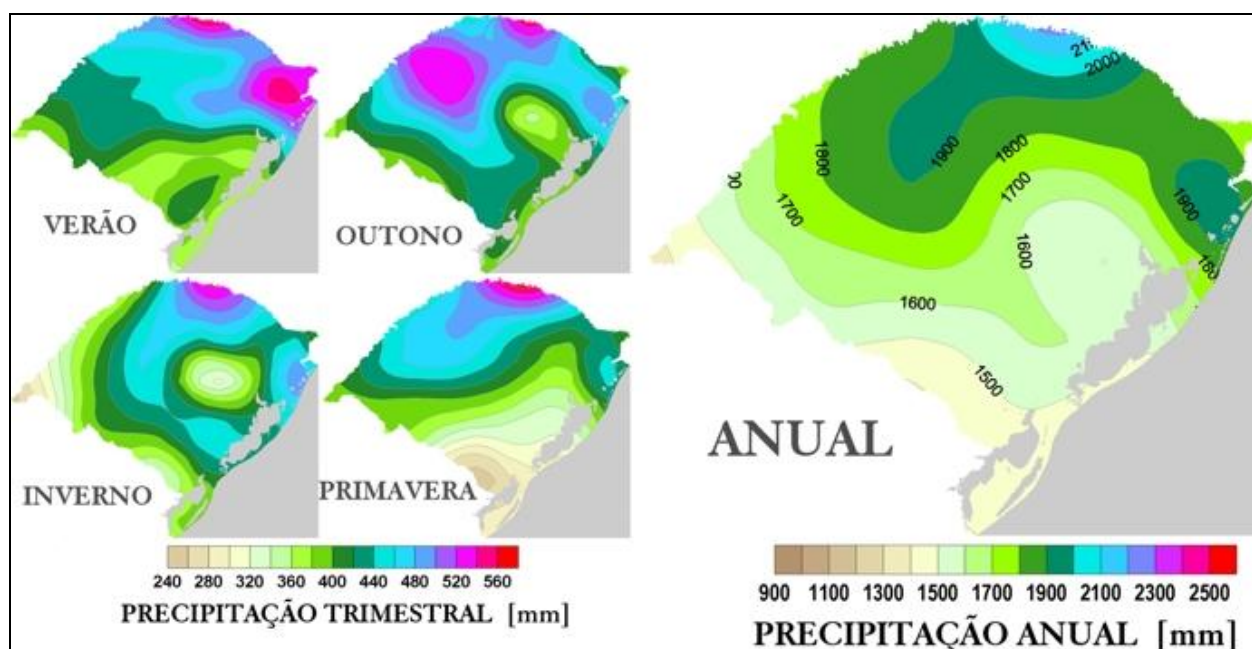 VERÃO
OUTONO
INVERNO
PRIMAVERA
240 280 320 360 400 440 480 520 560
PRECIPITAÇÃO TRIMESTRAL [mm]
2000
1900
1800
1800
1700
1700
1900
1600
1600
1500
ANUAL
900 1100 1300 1500 1700 1900 2100 2300 2500
PRECIPITAÇÃO ANUAL [mm]